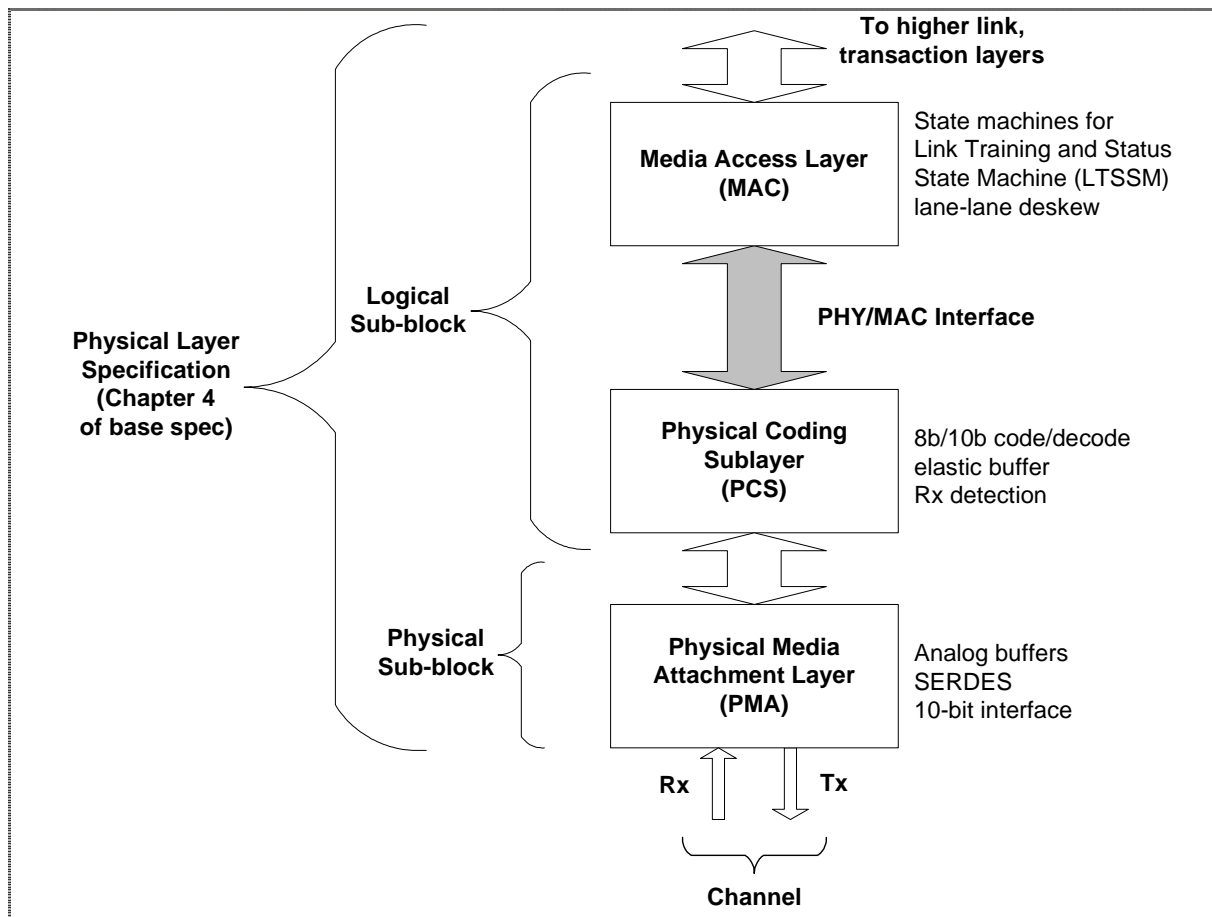 To higher link,
transaction layers
Media Access Layer
(MAC)
State machines for
Link Training and Status
State Machine (LTSSM)
lane-lane deskew
Logical
Sub-block
PHY/MAC Interface
Physical Layer
Specification
(Chapter 4
of base spec)
Physical Coding
Sublayer
(PCS)
8b/10b code/decode
elastic buffer
Rx detection
Physical
Sub-block
Physical Media
Attachment Layer
(PMA)
Analog buffers
SERDES
10-bit interface
Rx
Tx
Channel